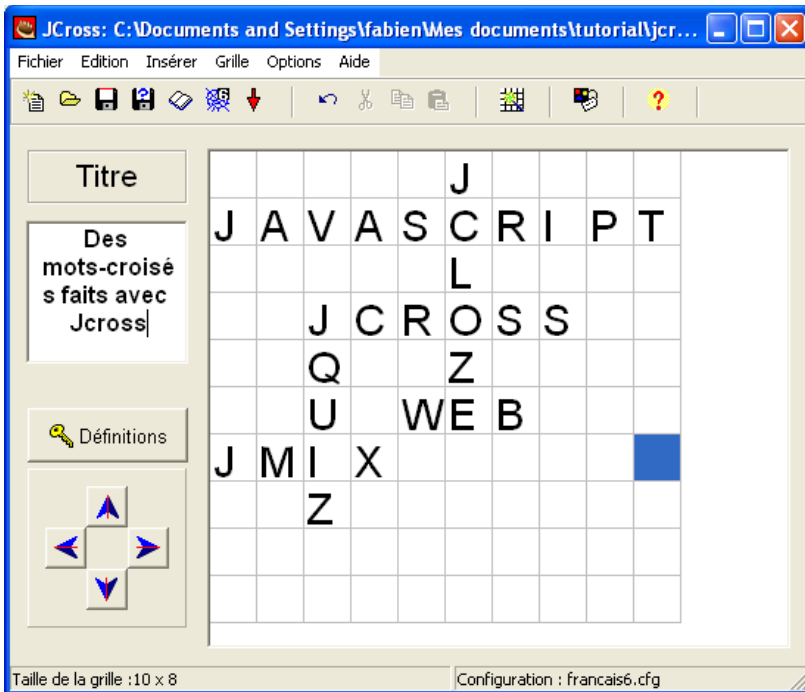 JCross: C:\Documents and Settings\fabien\Mes documents\tutorial\jcr...
Fichier Edition Insérer Grille Options Aide
Titre
Des
mots-croisé
s faits avec
Jcross
Définitions
J
J A V A S C R I P T
L
J C R O S S
Q Z
U W E B
J M I X
Z
Taille de la grille :10 x 8
Configuration : francais6.cfg